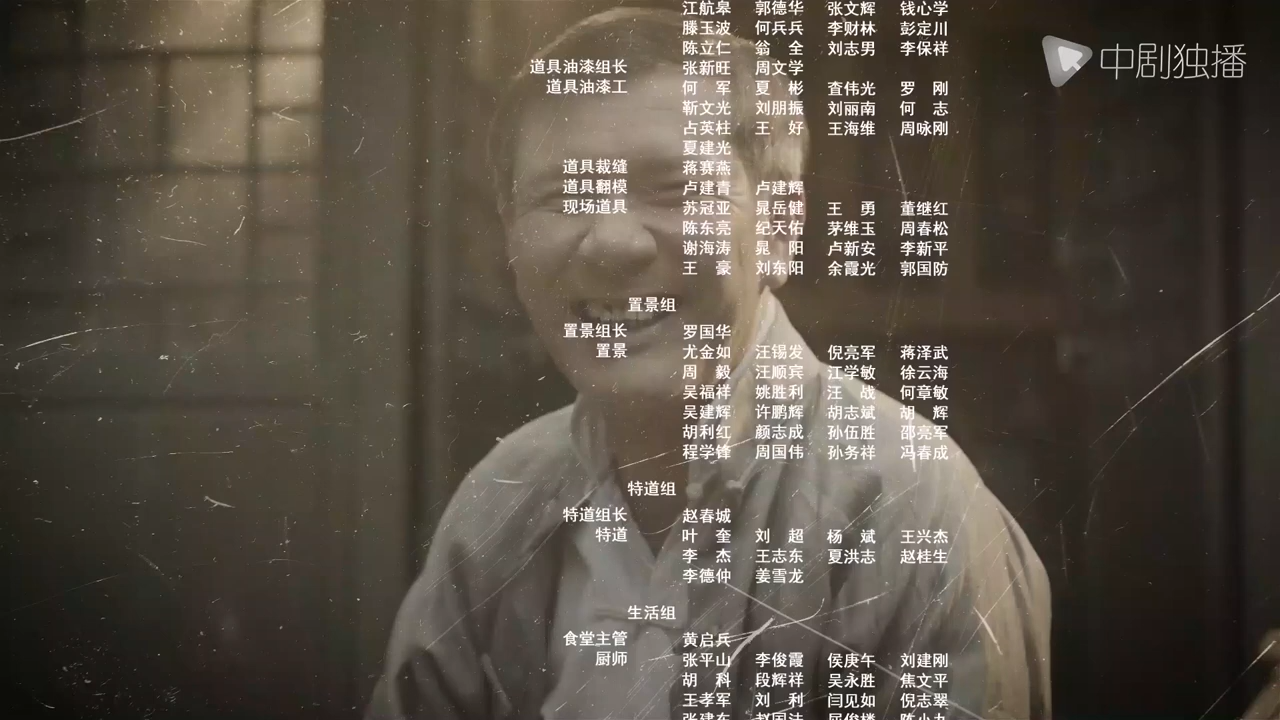 江航皋 郭德华 张文辉 钱心学
滕玉波 何兵兵 李财林 彭定川
陈立仁 翁 全 刘志男 李保祥
道具油漆组长 张新旺 周文学
道具油漆工 何 军 夏 彬 査伟光 罗 刚
靳文光 刘朋振 刘丽南 何 志
占英柱 王 好 王海维 周咏刚
夏建光
道具裁缝 蒋赛燕
道具翻模 卢建青 卢建辉
现场道具 苏冠亚 晁岳健 王 勇 董继红
陈东亮 纪天佑 茅维玉 周春松
谢海涛 晁 阳 卢新安 李新平
王 豪 刘东阳 余霞光 郭国防
置景组
置景组长 罗国华
置景 尤金如 汪锡发 倪亮军 蒋泽武
周 毅 汪顺宾 江学敏 徐云海
吴福祥 姚胜利 汪 战 何章敏
吴建辉 许鹏辉 胡志斌 胡 辉
胡利红 颜志成 孙伍胜 邵亮军
程学锋 周国伟 孙务祥 冯春成
特道组
特道组长 赵春城
特道 叶 奎 刘 超 杨 斌 王兴杰
李 杰 王志东 夏洪志 赵桂生
李德仲 姜雪龙
生活组
食堂主管 黄启兵
厨师 张平山 李俊霞 侯庚午 刘建刚
胡 科 段辉祥 吴永胜 焦文平
王孝军 刘 利 闫见如 倪志翠
中剧独播